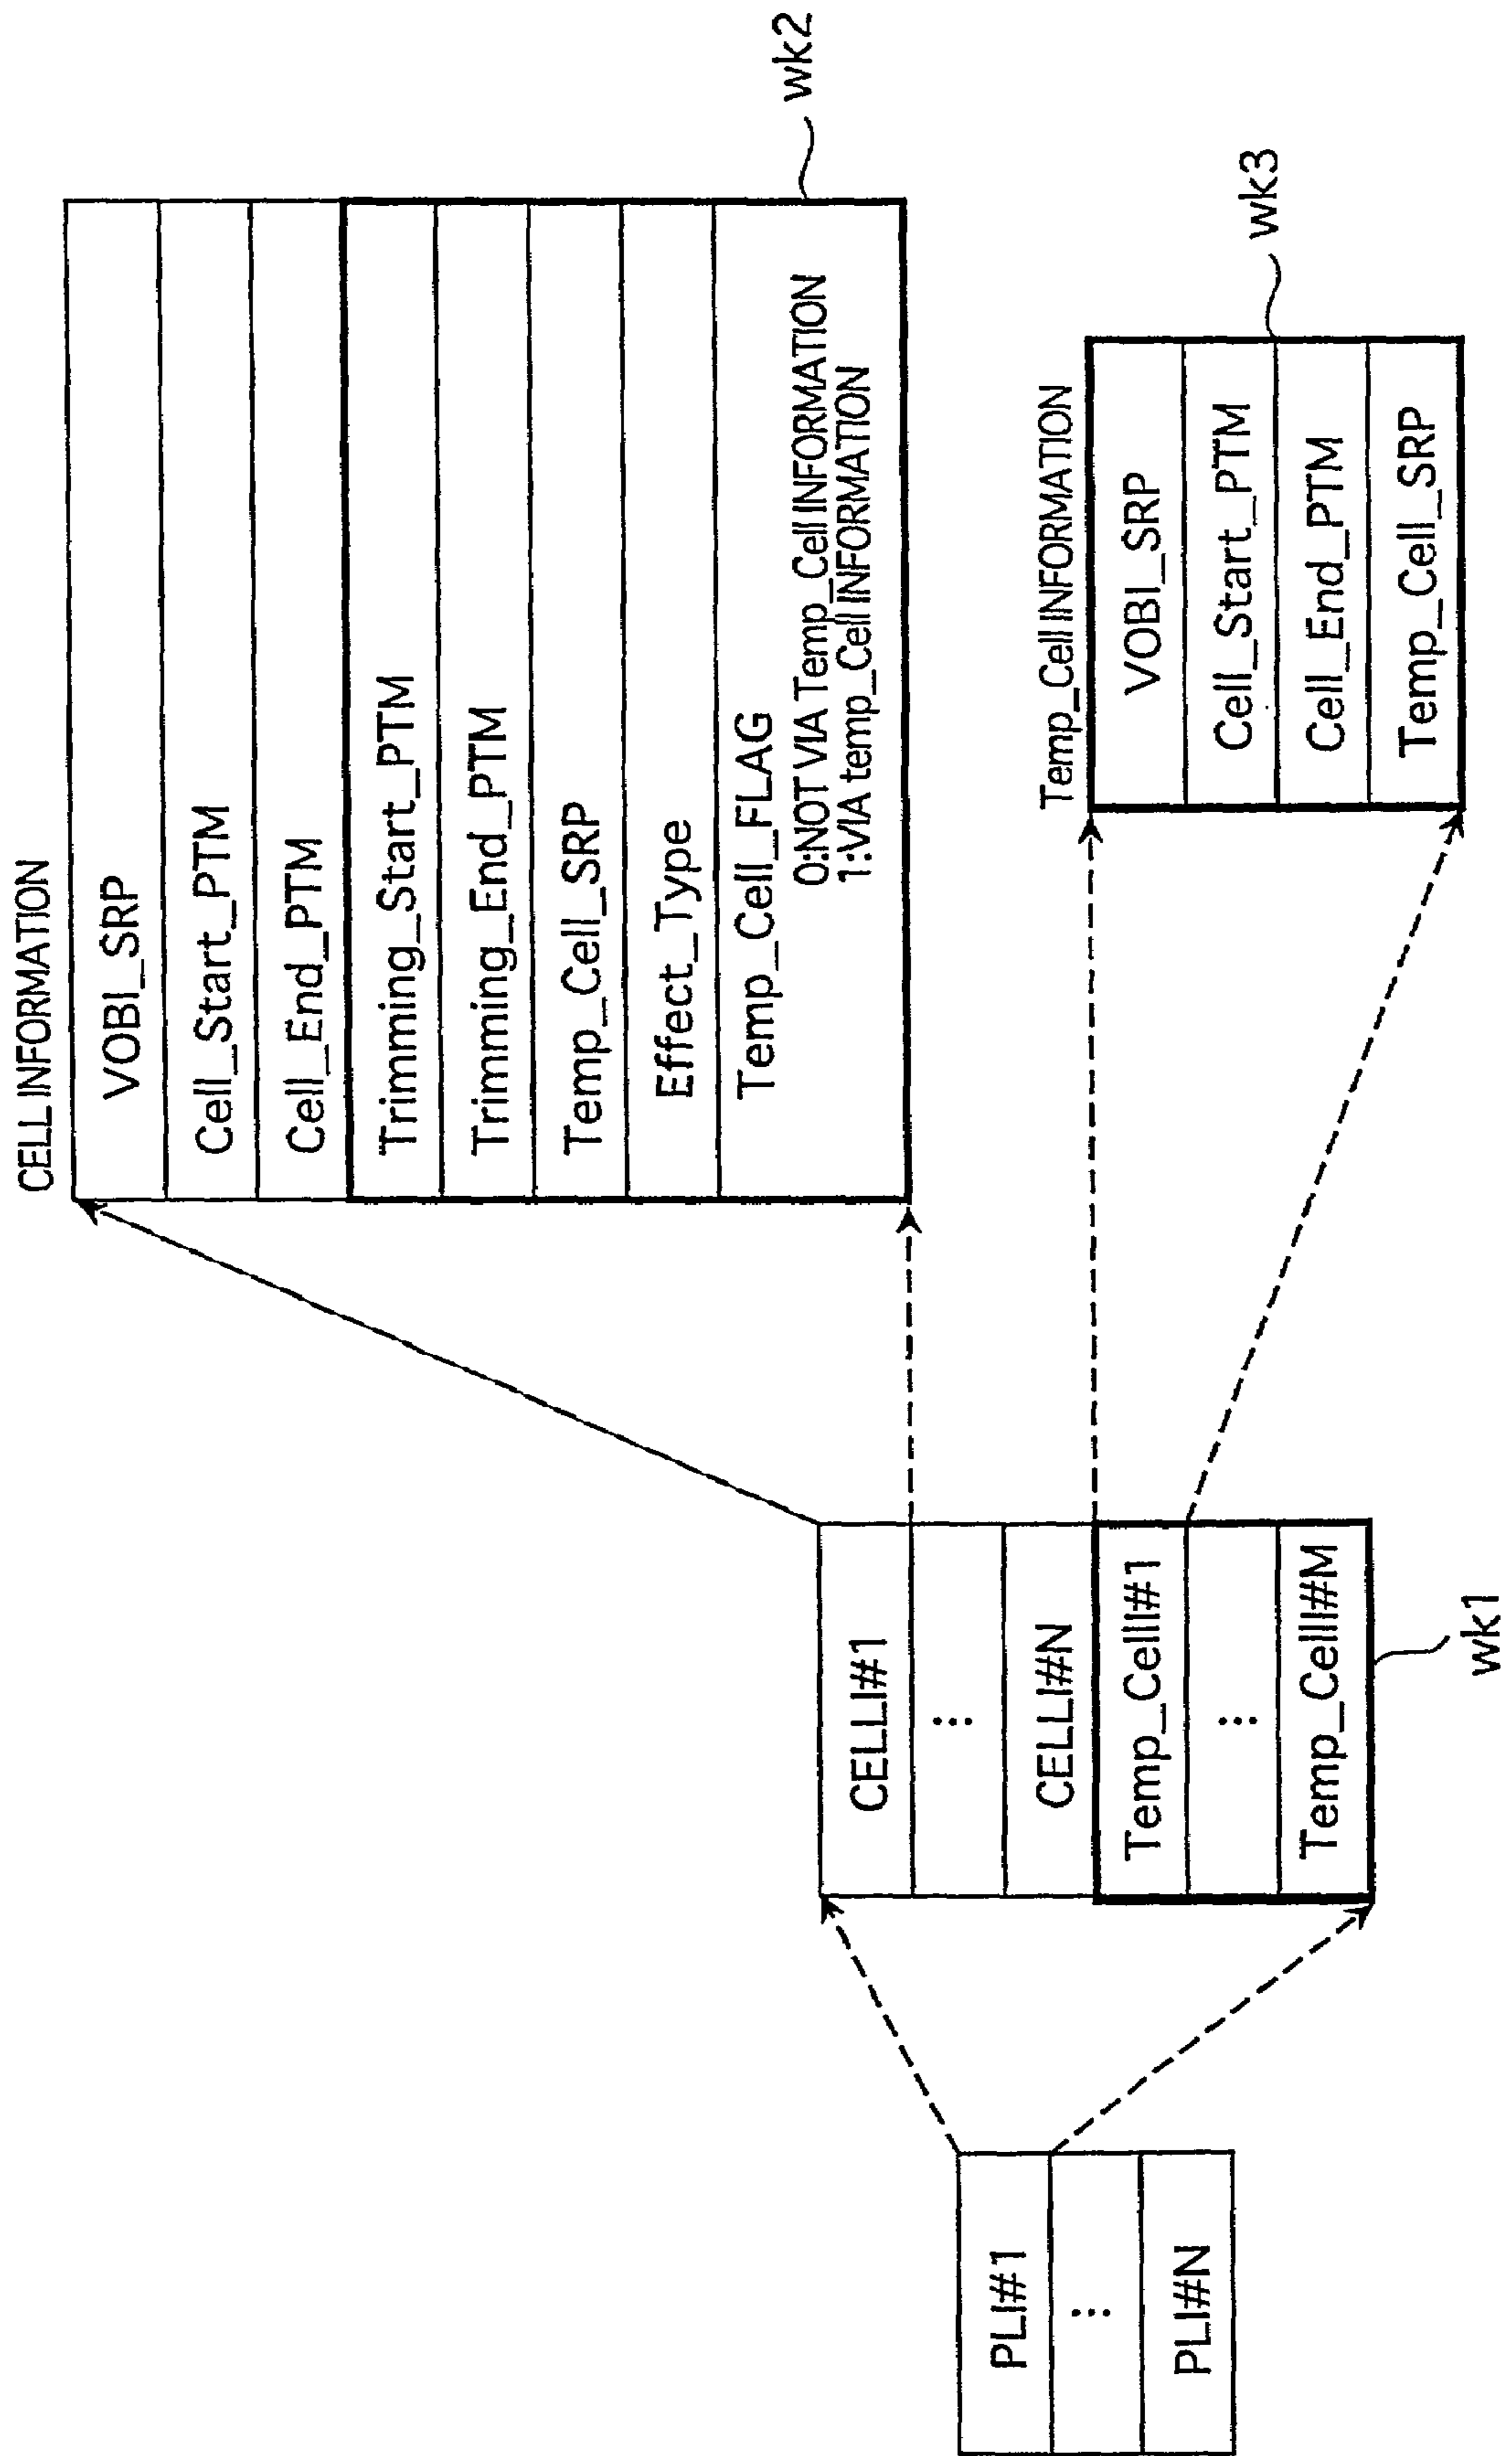 PLI#1
...
PLI#N
CELLI#1
...
CELLI#N
Temp_CellI#1
...
Temp_CellI#M
wk1
CELL INFORMATION
VOBI_SRP
Cell_Start_PTM
Cell_End_PTM
Trimming_Start_PTM
Trimming_End_PTM
Temp_Cell_SRP
Effect_Type
Temp_Cell_FLAG
0:NOT VIA Temp_Cell INFORMATION
1:VIA temp_Cell INFORMATION
wk2
Temp_Cell INFORMATION
VOBI_SRP
Cell_Start_PTM
Cell_End_PTM
Temp_Cell_SRP
wk3